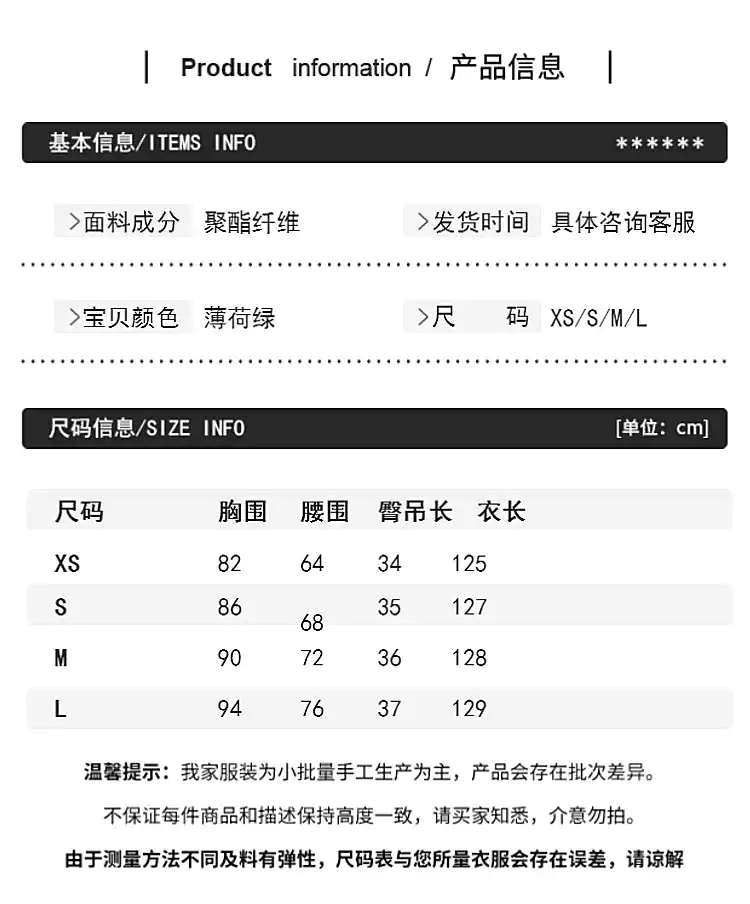 Product information / 产品信息
基本信息/ITEMS INFO ******
>面料成分 聚酯纤维 >发货时间 具体咨询客服
>宝贝颜色 薄荷绿 >尺 码 XS/S/M/L
尺码信息/SIZE INFO [单位：cm]
尺码 胸围 腰围 臀吊长 衣长
XS 82 64 34 125
S 86 68 35 127
M 90 72 36 128
L 94 76 37 129
温馨提示：我家服装为小批量手工生产为主，产品会存在批次差异。
不保证每件商品和描述保持高度一致，请买家知悉，介意勿拍。
由于测量方法不同及料有弹性，尺码表与您所量衣服会存在误差，请谅解